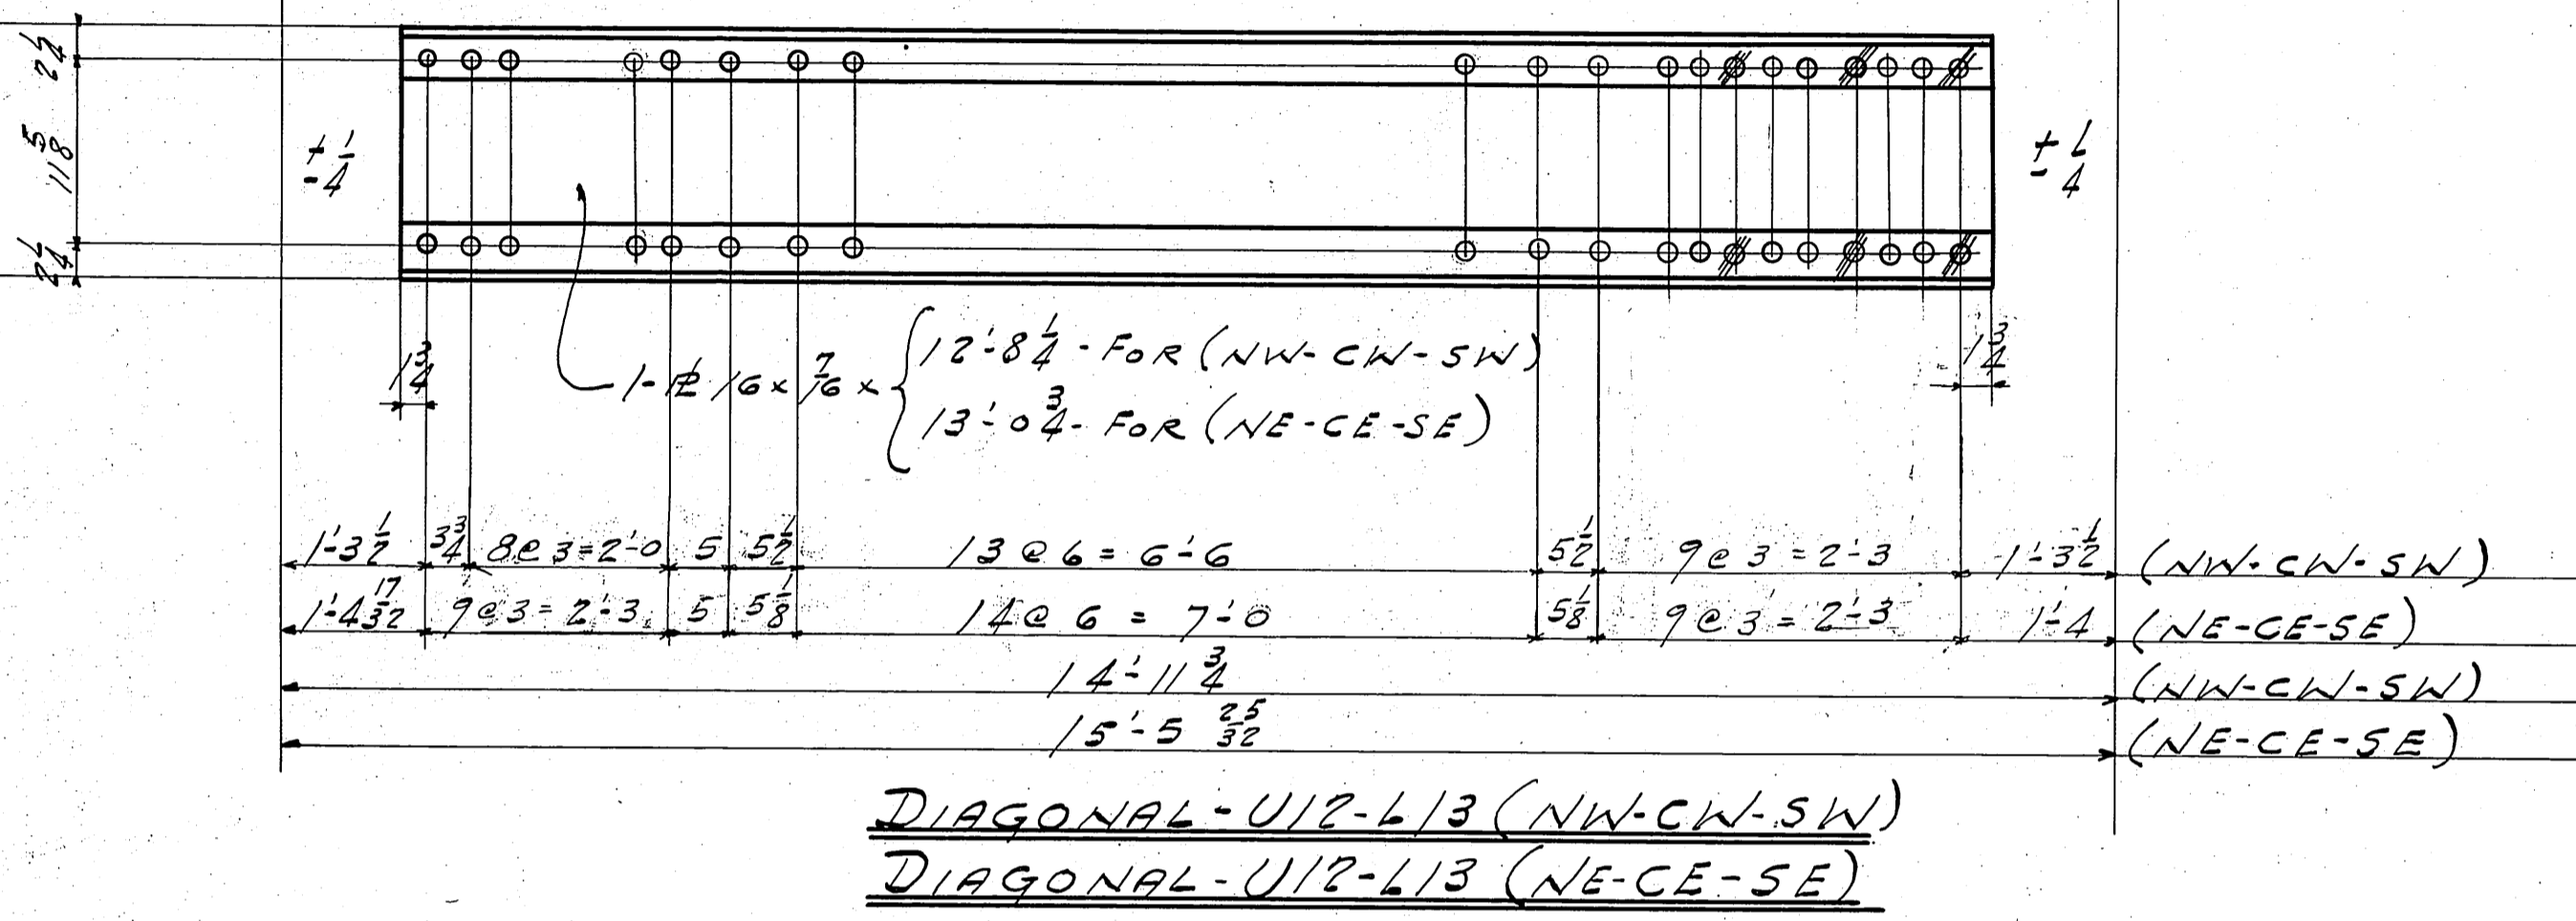 2 1/4
11 5/8
2 1/4
± 1/4
± 1/4
1 3/4
1-PL 16 x 7/16 x
12'-8 1/4 - FOR (NW-CW-SW)
13'-0 3/4 - FOR (NE-CE-SE)
1 3/4
1'-3 1/2 3 3/4 8@3=2'-0 5 5 1/2 13@6=6'-6 5 1/2 9@3=2'-3 1'-3 1/2 (NW-CW-SW)
1'-4 17/32 9@3=2'-3 5 5 1/8 14@6=7'-0 5 1/8 9@3=2'-3 1'-4 (NE-CE-SE)
14'-11 3/4 (NW-CW-SW)
15'-5 25/32 (NE-CE-SE)
DIAGONAL-U12-L13 (NW-CW-SW)
DIAGONAL-U12-L13 (NE-CE-SE)